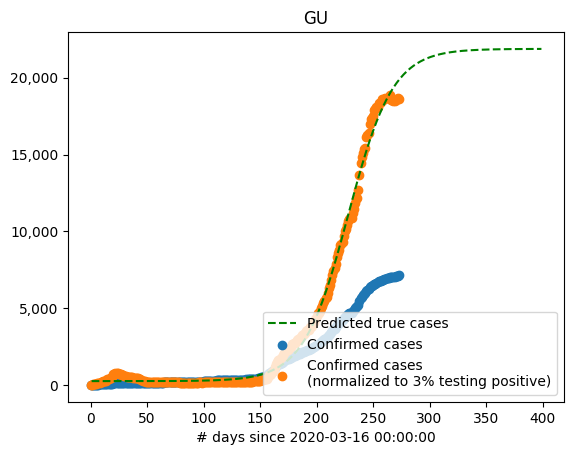 GU
20,000
15,000
10,000
5,000
0
Predicted true cases
Confirmed cases
Confirmed cases
(normalized to 3% testing positive)
0 50 100 150 200 250 300 350 400
# days since 2020-03-16 00:00:00